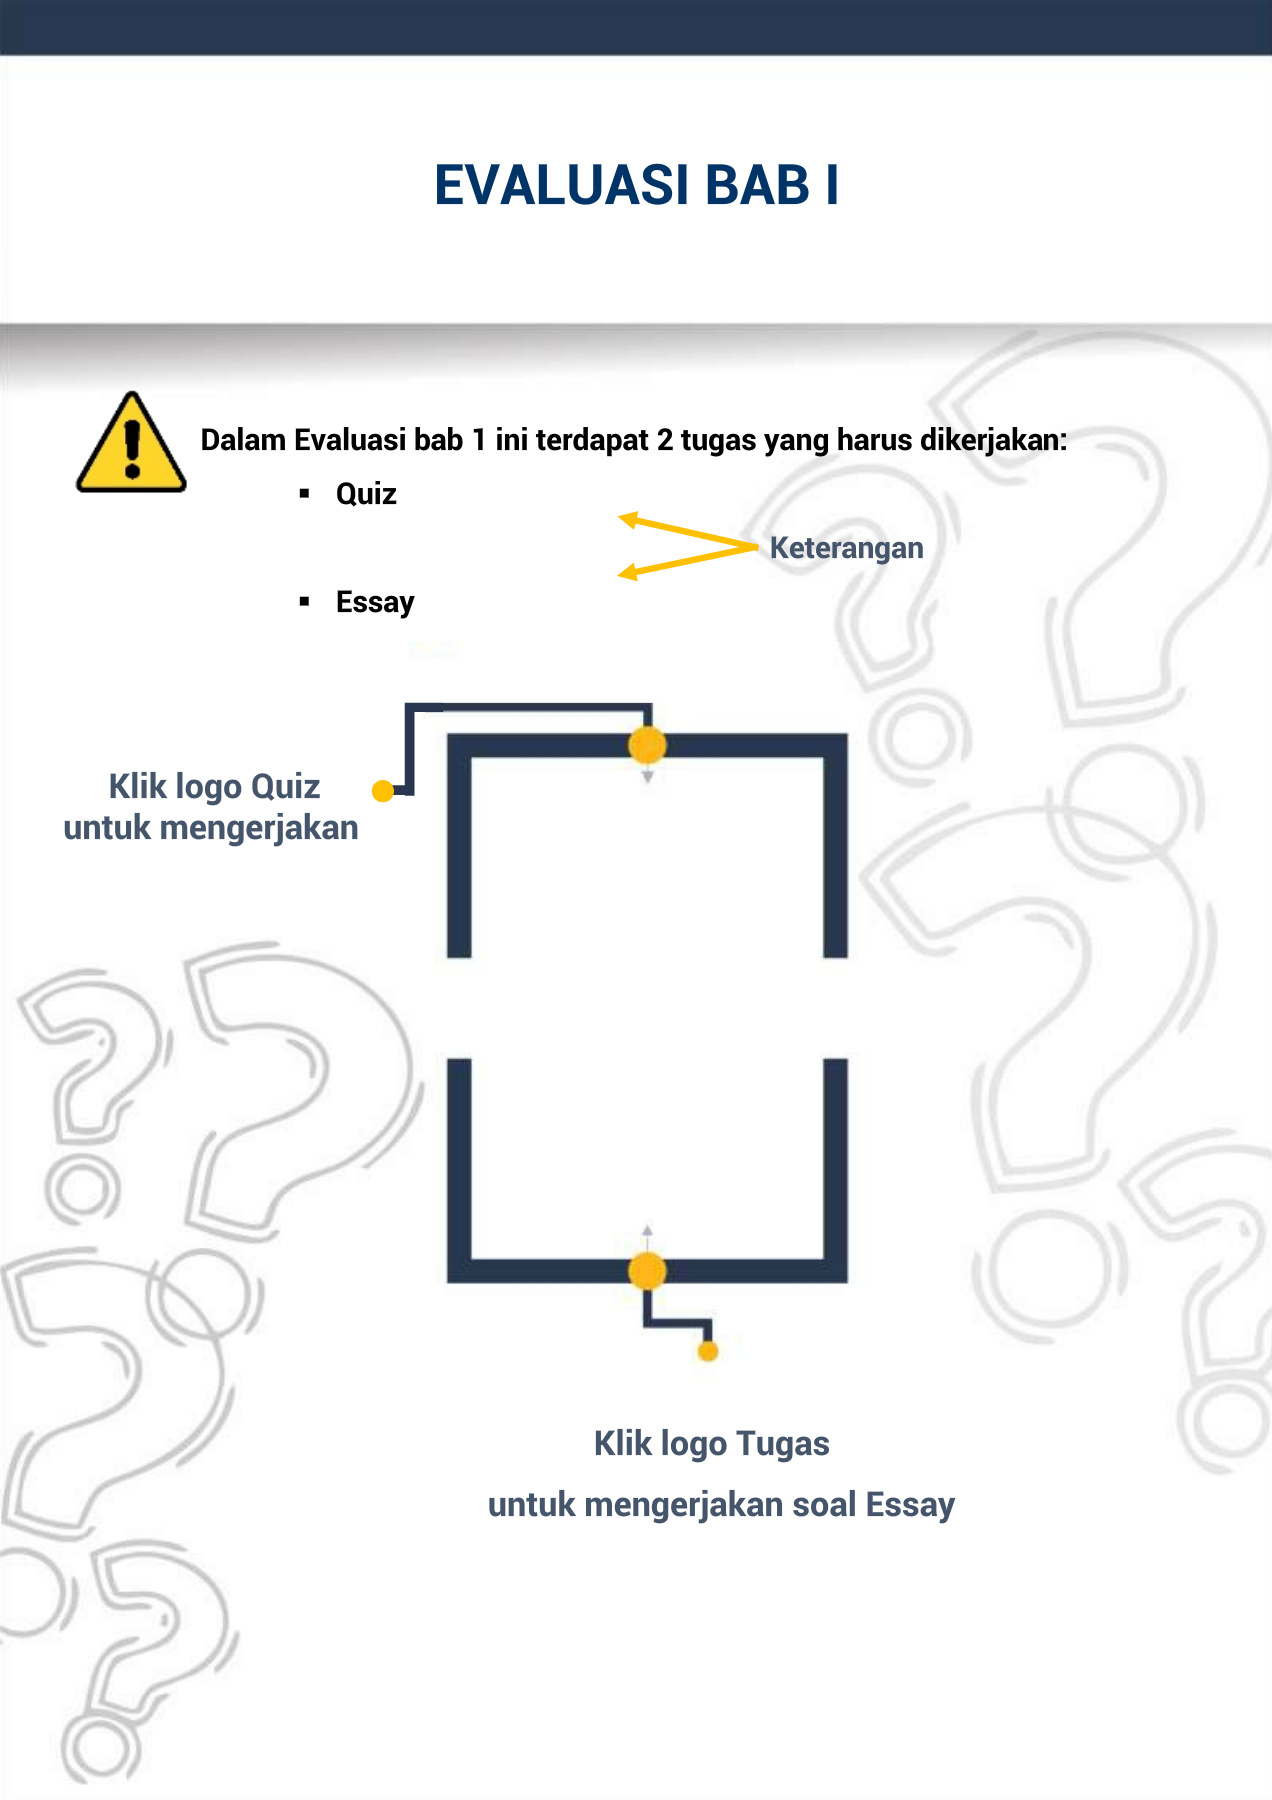 EVALUASI BAB I
Dalam Evaluasi bab 1 ini terdapat 2 tugas yang harus dikerjakan:
▪ Quiz
Keterangan
▪ Essay
Klik logo Quiz
untuk mengerjakan
Klik logo Tugas
untuk mengerjakan soal Essay